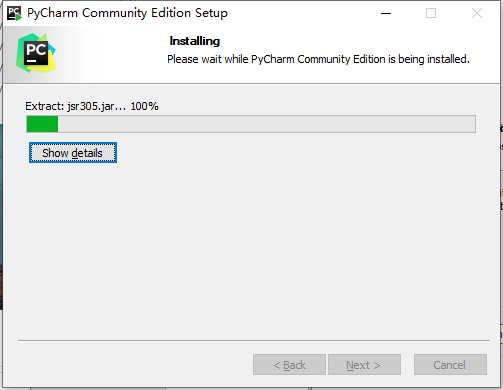 PyCharm Community Edition Setup
PC
Installing
Please wait while PyCharm Community Edition is being installed.
Extract: jsr305.jar... 100%
Show details
< Back
Next >
Cancel